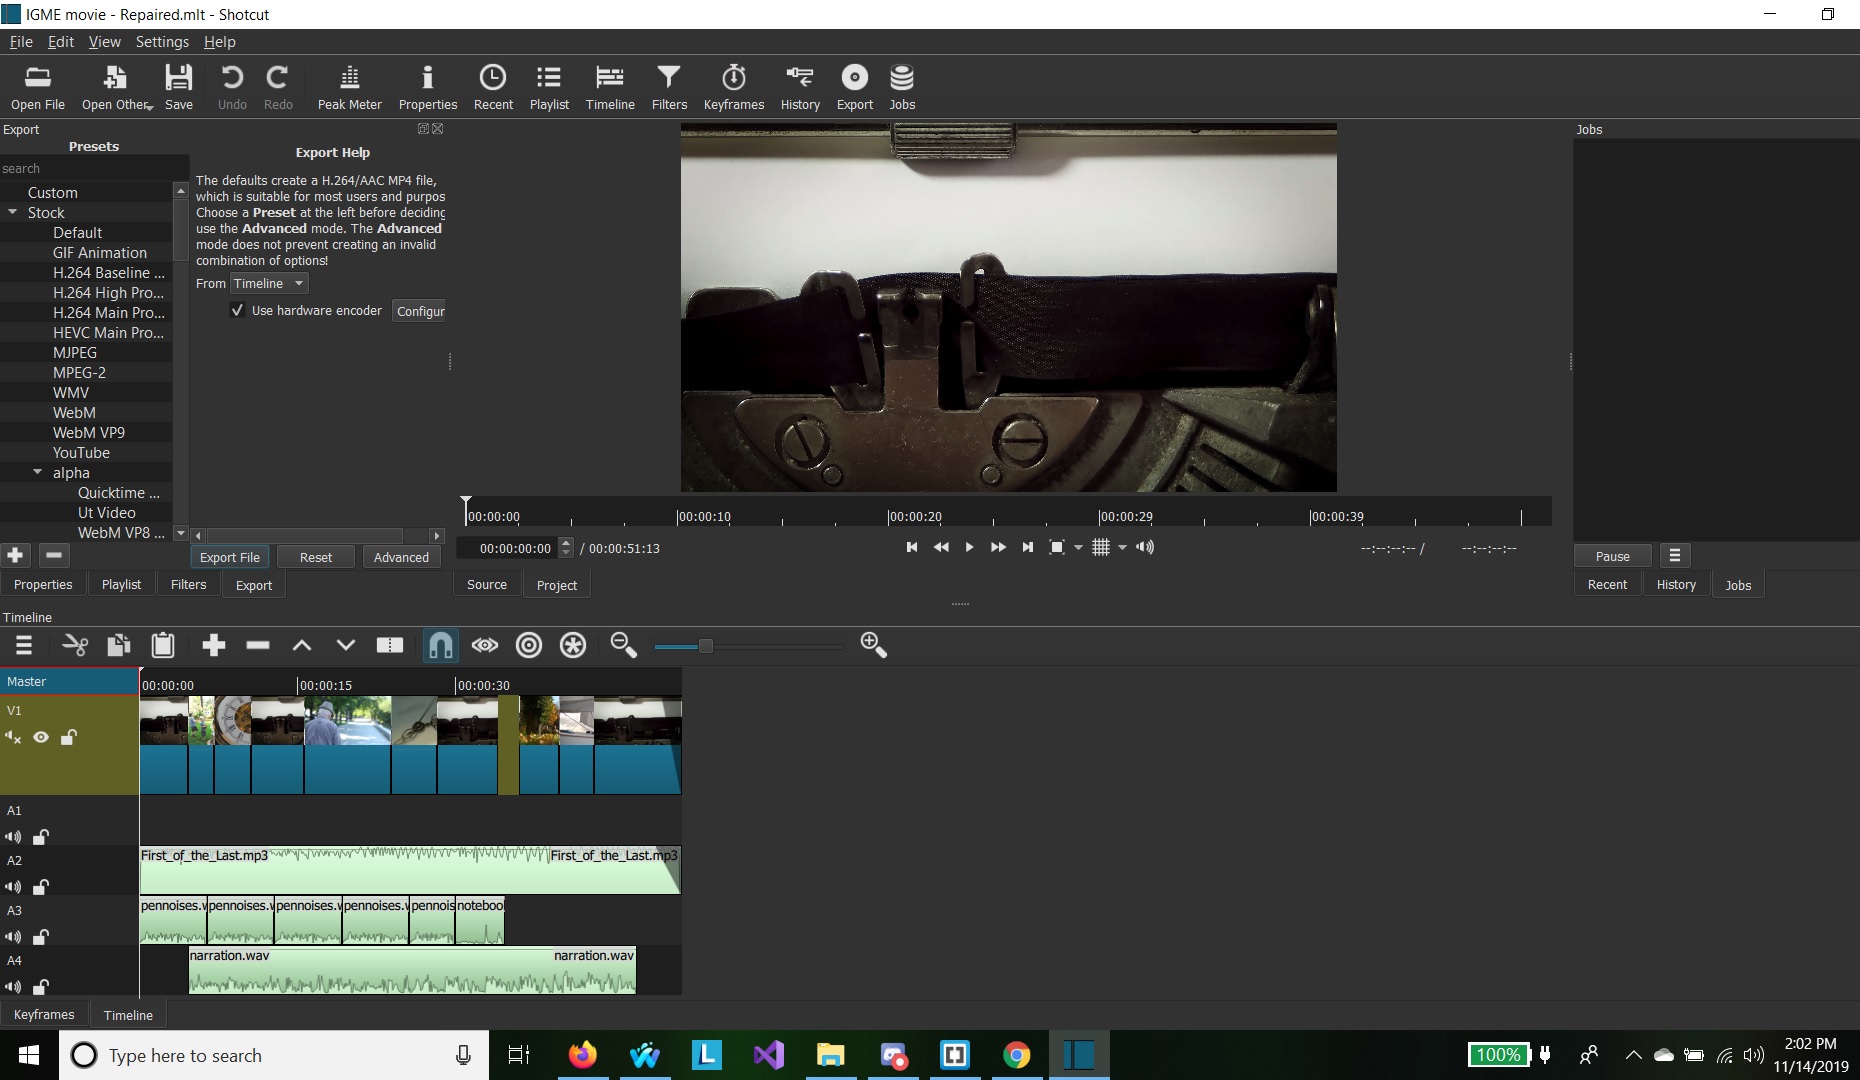 IGME movie - Repaired.mlt - Shotcut
File Edit View Settings Help
Open File Open Other Save Undo Redo Peak Meter Properties Recent Playlist Timeline Filters Keyframes History Export Jobs
Export
Presets
search
Custom
Stock
Default
GIF Animation
H.264 Baseline ...
H.264 High Pro...
H.264 Main Pro...
HEVC Main Pro...
MJPEG
MPEG-2
WMV
WebM
WebM VP9
YouTube
alpha
Quicktime ...
Ut Video
WebM VP8 ...
Export Help
The defaults create a H.264/AAC MP4 file,
which is suitable for most users and purpos
Choose a Preset at the left before deciding
use the Advanced mode. The Advanced
mode does not prevent creating an invalid
combination of options!
From Timeline
Use hardware encoder Configur
Export File Reset Advanced
Properties Playlist Filters Export
00:00:00 00:00:10 00:00:20 00:00:29 00:00:39
00:00:00:00 / 00:00:51:13
--:--:--:-- / --:--:--:--
Source Project
Jobs
Pause
Recent History Jobs
Timeline
Master
00:00:00 00:00:15 00:00:30
V1
A1
A2
First_of_the_Last.mp3 First_of_the_Last.mp3
A3
pennoises.w pennoises.w pennoises.w pennoises.w pennois notebool
A4
narration.wav narration.wav
Keyframes Timeline
Type here to search
100%
2:02 PM
11/14/2019